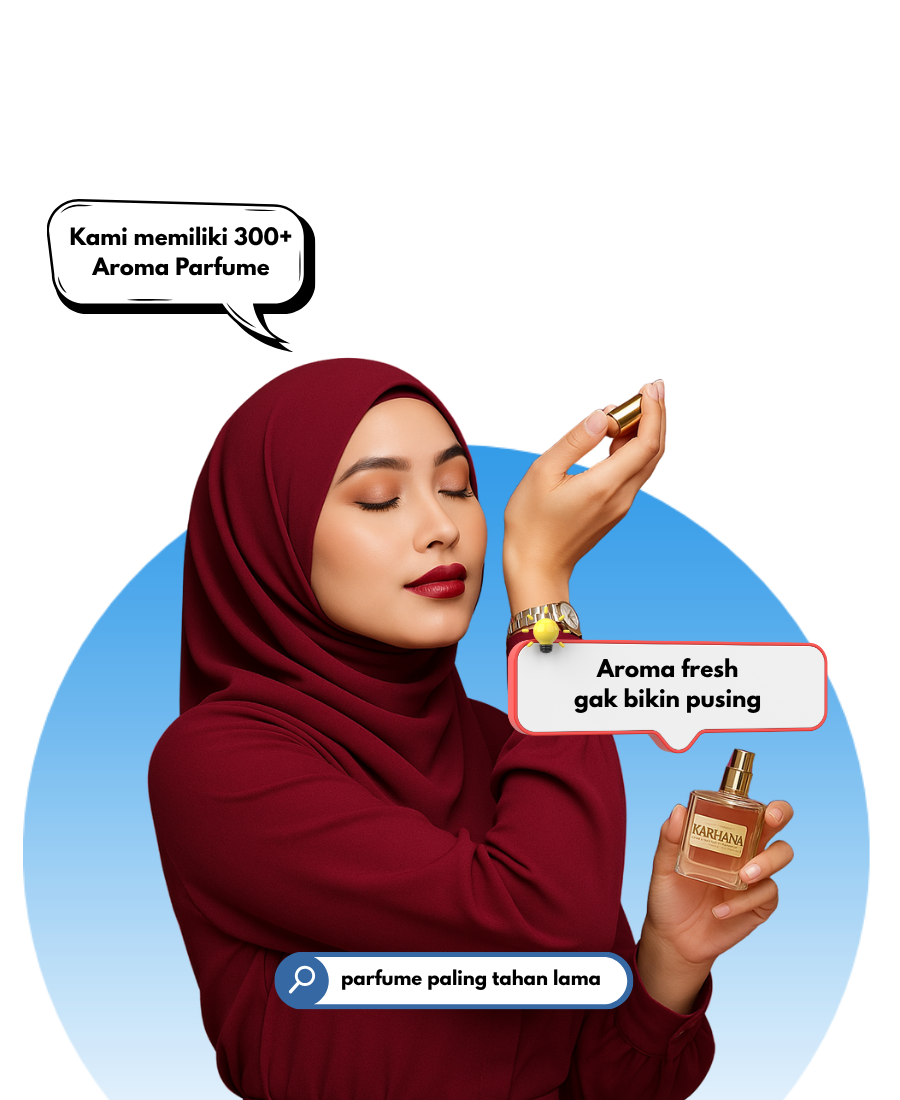 Kami memiliki 300+
Aroma Parfume
Aroma fresh
gak bikin pusing
KARHANA
parfume paling tahan lama